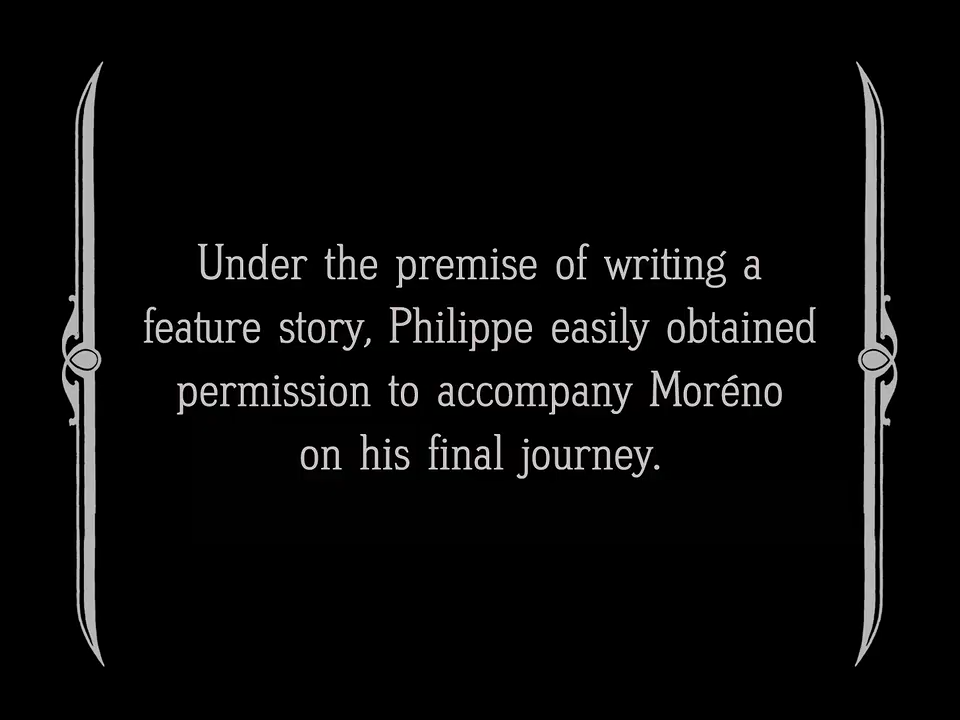 Under the premise of writing a
feature story, Philippe easily obtained
permission to accompany Moréno
on his final journey.